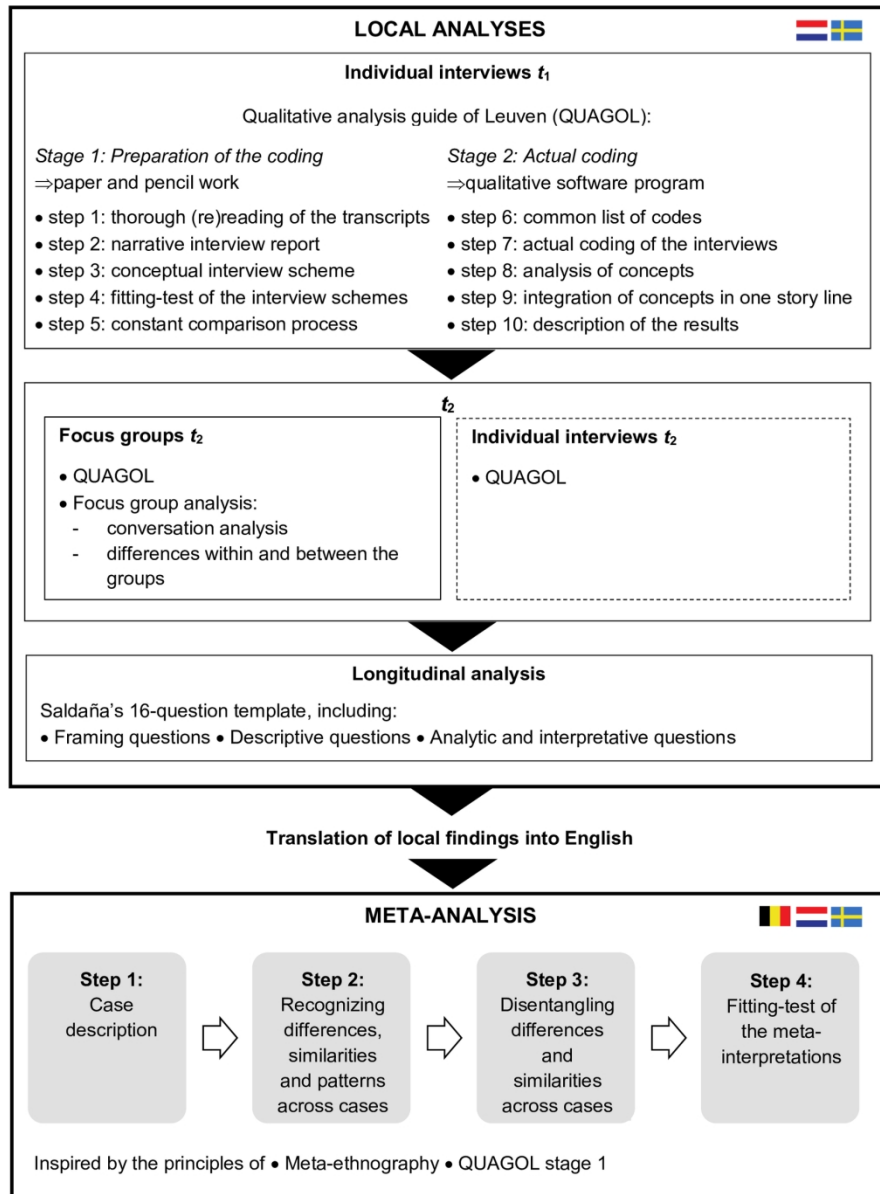 LOCAL ANALYSES
Individual interviews t1
Qualitative analysis guide of Leuven (QUAGOL):
Stage 1: Preparation of the coding
⇒paper and pencil work
• step 1: thorough (re)reading of the transcripts
• step 2: narrative interview report
• step 3: conceptual interview scheme
• step 4: fitting-test of the interview schemes
• step 5: constant comparison process
Stage 2: Actual coding
⇒qualitative software program
• step 6: common list of codes
• step 7: actual coding of the interviews
• step 8: analysis of concepts
• step 9: integration of concepts in one story line
• step 10: description of the results
t2
Focus groups t2
• QUAGOL
• Focus group analysis:
- conversation analysis
- differences within and between the
groups
Individual interviews t2
• QUAGOL
Longitudinal analysis
Saldaña's 16-question template, including:
• Framing questions • Descriptive questions • Analytic and interpretative questions
Translation of local findings into English
META-ANALYSIS
Step 1:
Case
description
Step 2:
Recognizing
differences,
similarities
and patterns
across cases
Step 3:
Disentangling
differences
and
similarities
across cases
Step 4:
Fitting-test of
the meta-
interpretations
Inspired by the principles of • Meta-ethnography • QUAGOL stage 1